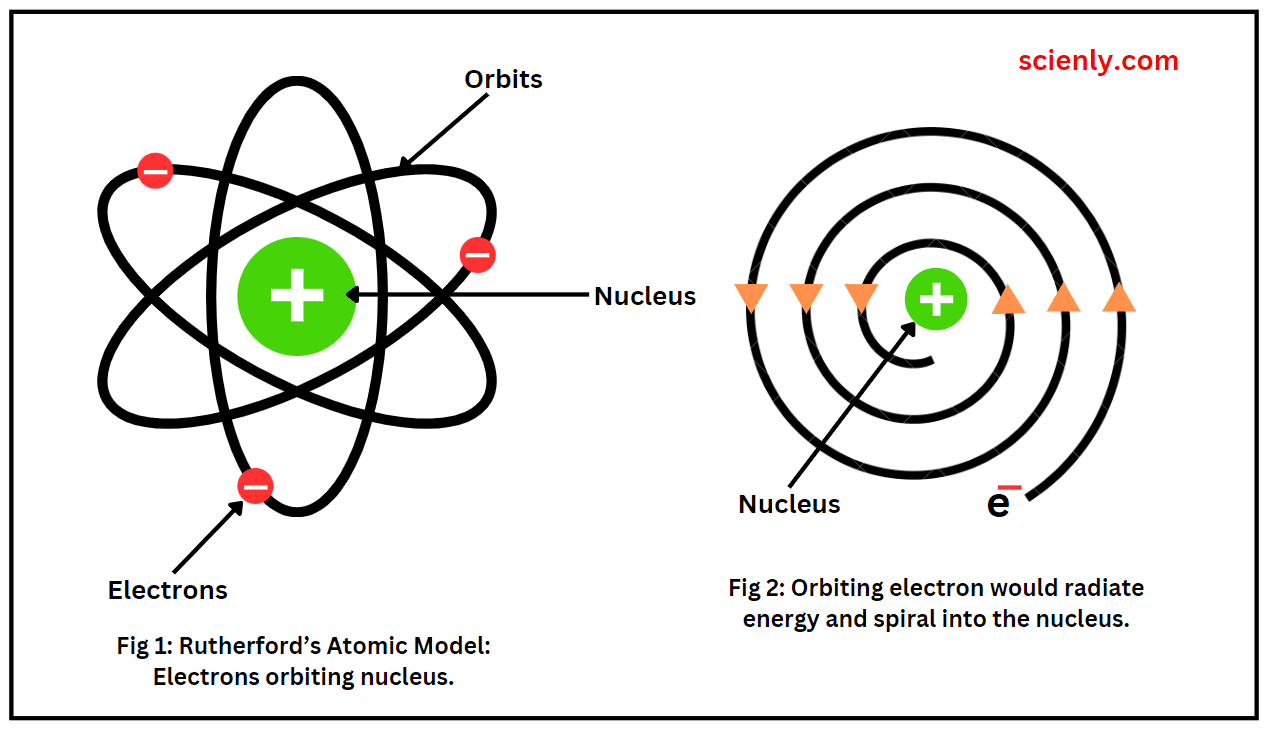 scienly.com
Orbits
Nucleus
Electrons
Fig 1: Rutherford’s Atomic Model:
Electrons orbiting nucleus.
Nucleus
e−
Fig 2: Orbiting electron would radiate
energy and spiral into the nucleus.